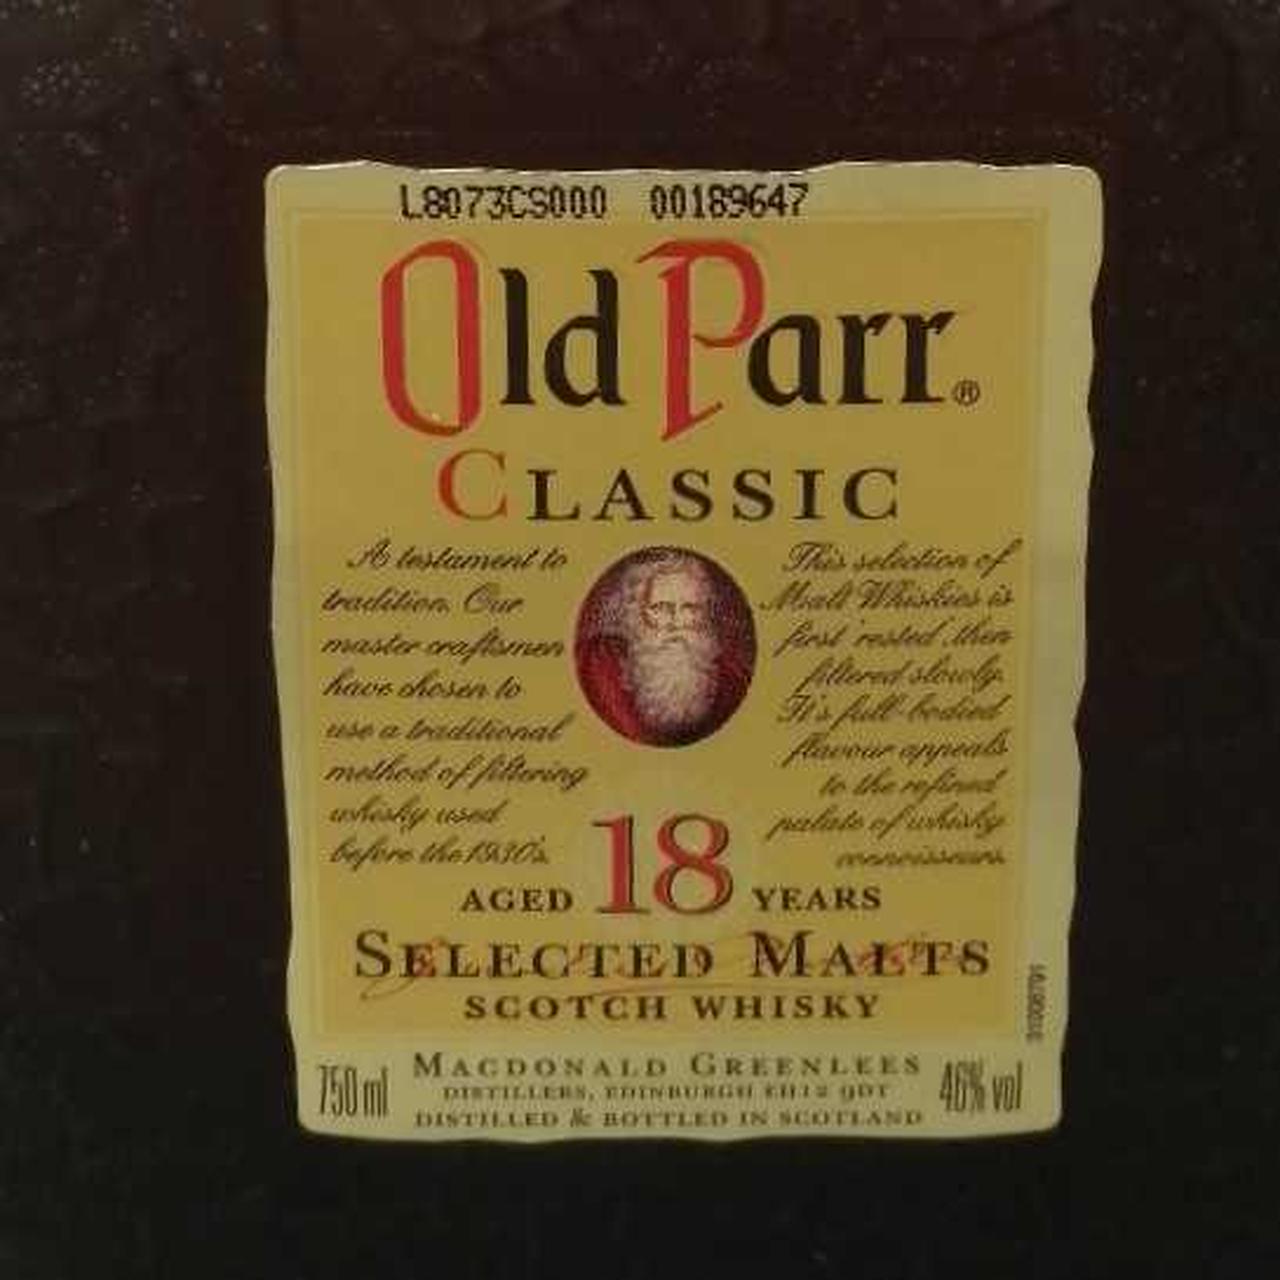 L8073CS000 00189647
Old Parr®
CLASSIC
A testament to
tradition. Our
master craftsmen
have chosen to
use a traditional
method of filtering
whisky used
before the 1930's.
This selection of
Malt Whiskies is
first 'rested', then
filtered slowly.
It's full-bodied
flavour appeals
to the refined
palate of whisky
connoisseurs.
AGED 18 YEARS
SELECTED MALTS
SCOTCH WHISKY
750 ml
MACDONALD GREENLEES
DISTILLERS, EDINBURGH EH12 9DT
DISTILLED & BOTTLED IN SCOTLAND
46% vol